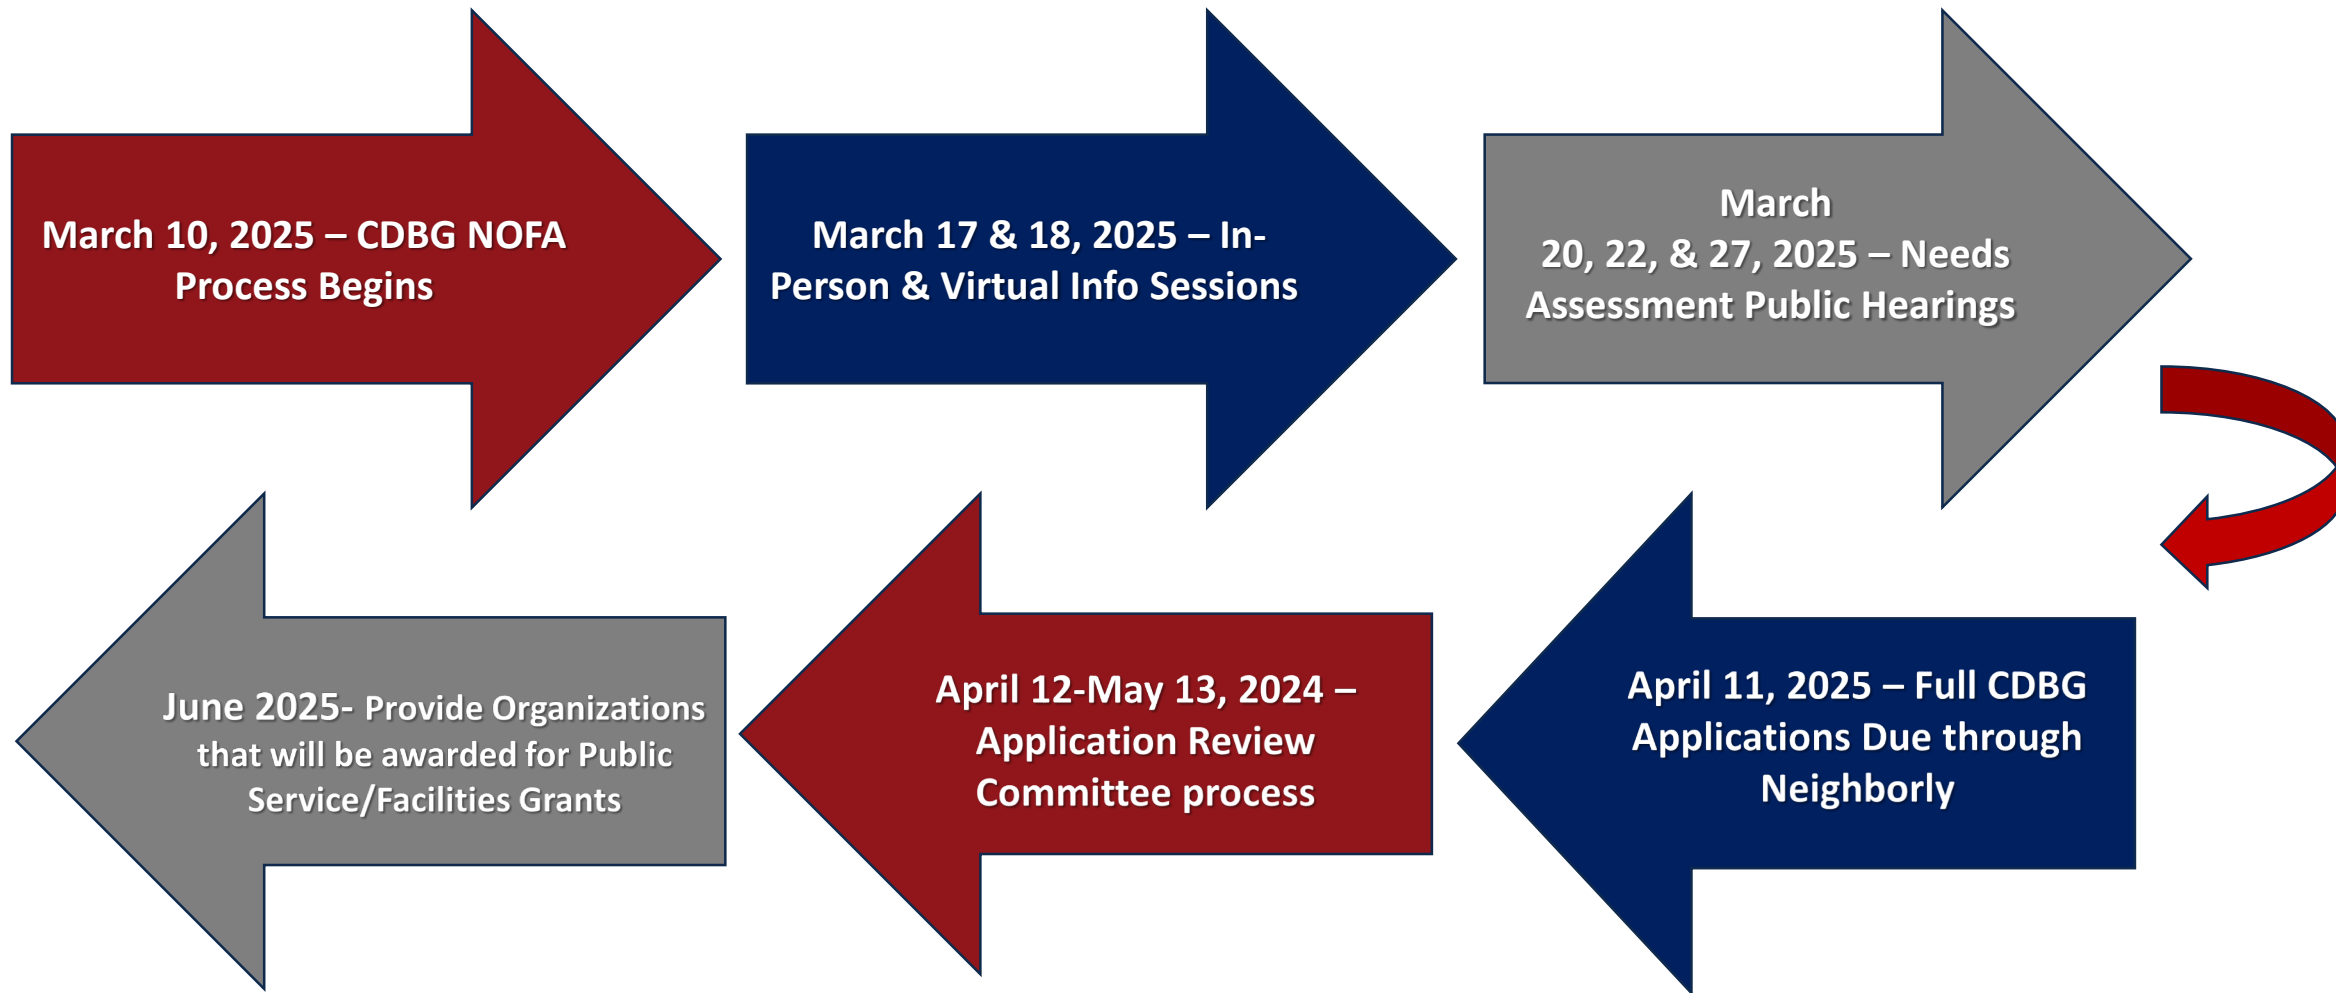 March 10, 2025 – CDBG NOFA
Process Begins
March 17 & 18, 2025 – In-
Person & Virtual Info Sessions
March
20, 22, & 27, 2025 – Needs
Assessment Public Hearings
April 11, 2025 – Full CDBG
Applications Due through
Neighborly
April 12-May 13, 2024 –
Application Review
Committee process
June 2025- Provide Organizations
that will be awarded for Public
Service/Facilities Grants